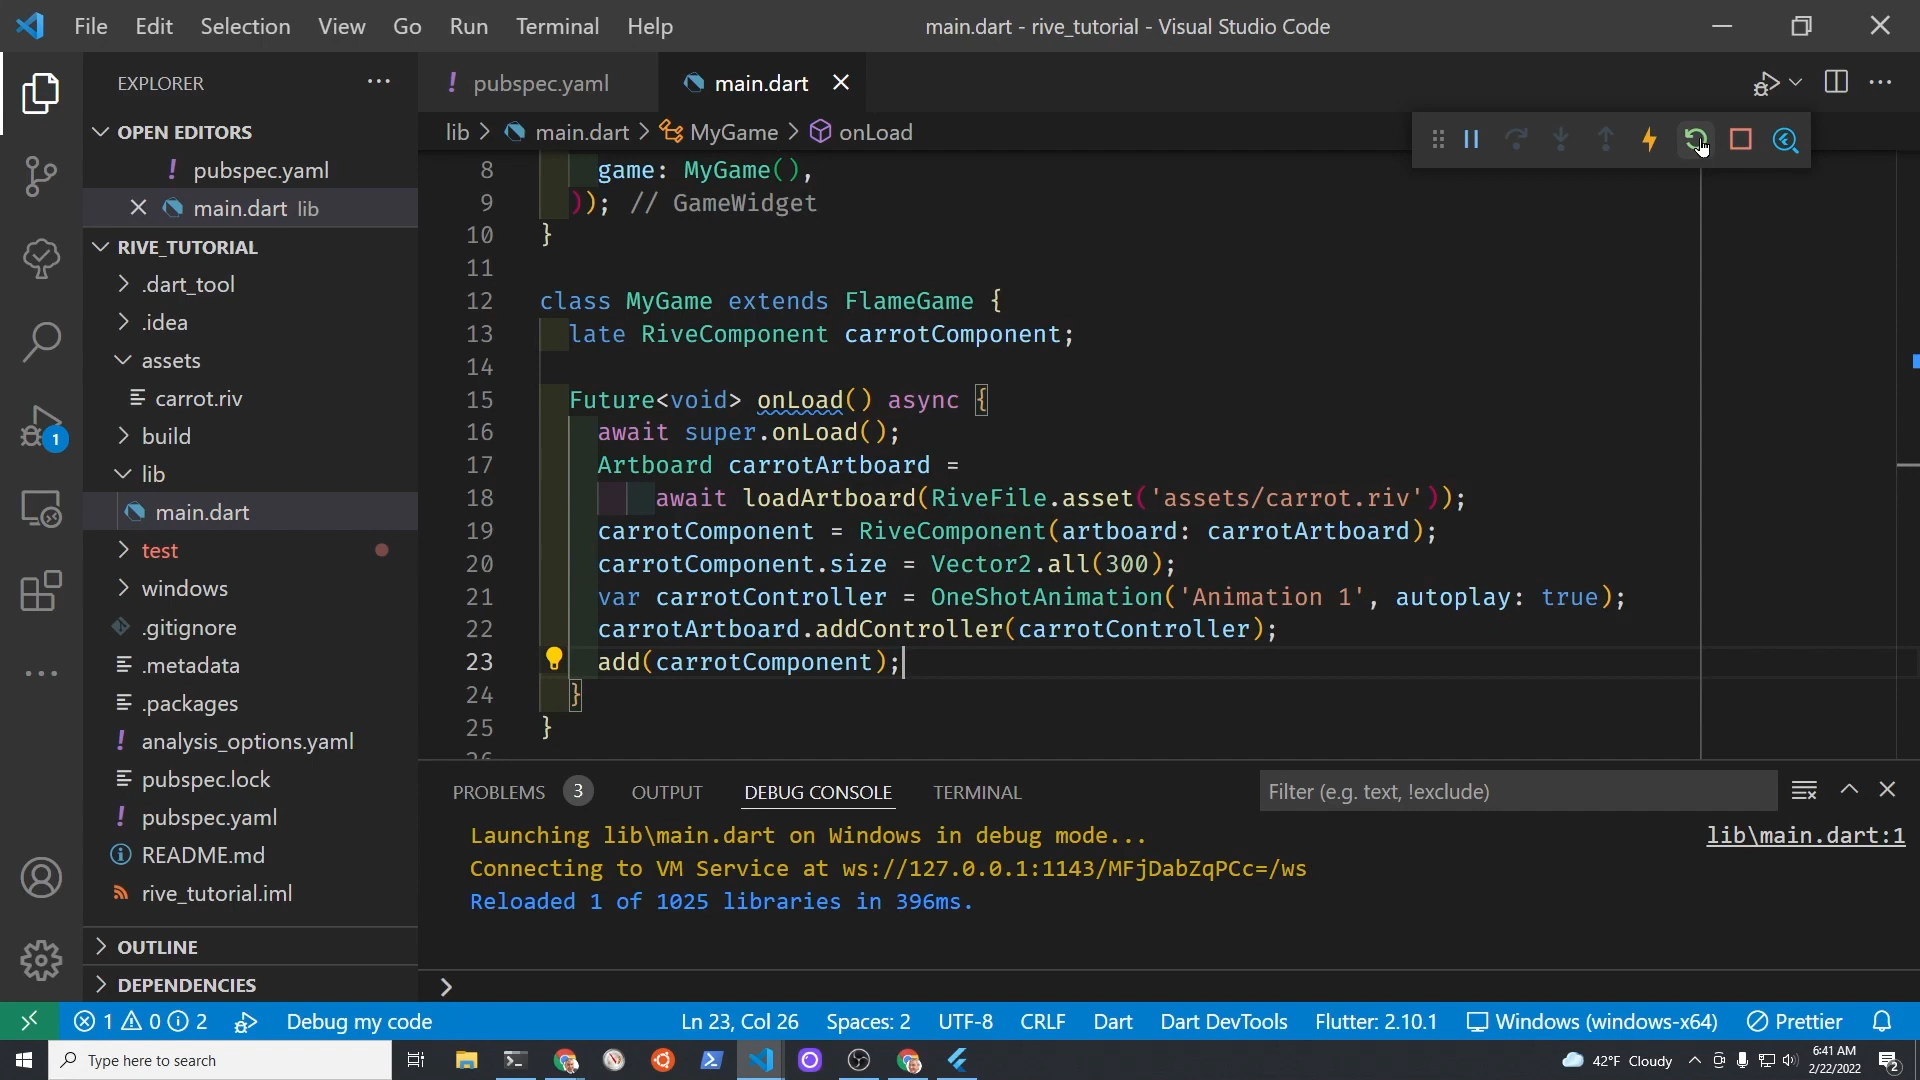 File Edit Selection View Go Run Terminal Help
main.dart - rive_tutorial - Visual Studio Code
EXPLORER
OPEN EDITORS
! pubspec.yaml
main.dart lib
RIVE_TUTORIAL
.dart_tool
.idea
assets
carrot.riv
build
lib
main.dart
test
windows
.gitignore
.metadata
.packages
! analysis_options.yaml
pubspec.lock
! pubspec.yaml
README.md
rive_tutorial.iml
OUTLINE
DEPENDENCIES
1
! pubspec.yaml
main.dart
lib > main.dart > MyGame > onLoad
8 game: MyGame(),
9 )); // GameWidget
10 }
11
12 class MyGame extends FlameGame {
13 late RiveComponent carrotComponent;
14
15 Future<void> onLoad() async {
16 await super.onLoad();
17 Artboard carrotArtboard =
18 await loadArtboard(RiveFile.asset('assets/carrot.riv'));
19 carrotComponent = RiveComponent(artboard: carrotArtboard);
20 carrotComponent.size = Vector2.all(300);
21 var carrotController = OneShotAnimation('Animation 1', autoplay: true);
22 carrotArtboard.addController(carrotController);
23 add(carrotComponent);
24 }
25 }
26
PROBLEMS 3 OUTPUT DEBUG CONSOLE TERMINAL
Filter (e.g. text, !exclude)
Launching lib\main.dart on Windows in debug mode...
lib\main.dart:1
Connecting to VM Service at ws://127.0.0.1:1143/MFjDabZqPCc=/ws
Reloaded 1 of 1025 libraries in 396ms.
1 0 2 Debug my code
Ln 23, Col 26 Spaces: 2 UTF-8 CRLF Dart Dart DevTools Flutter: 2.10.1 Windows (windows-x64) Prettier
Type here to search
42°F Cloudy
6:41 AM
2/22/2022
2